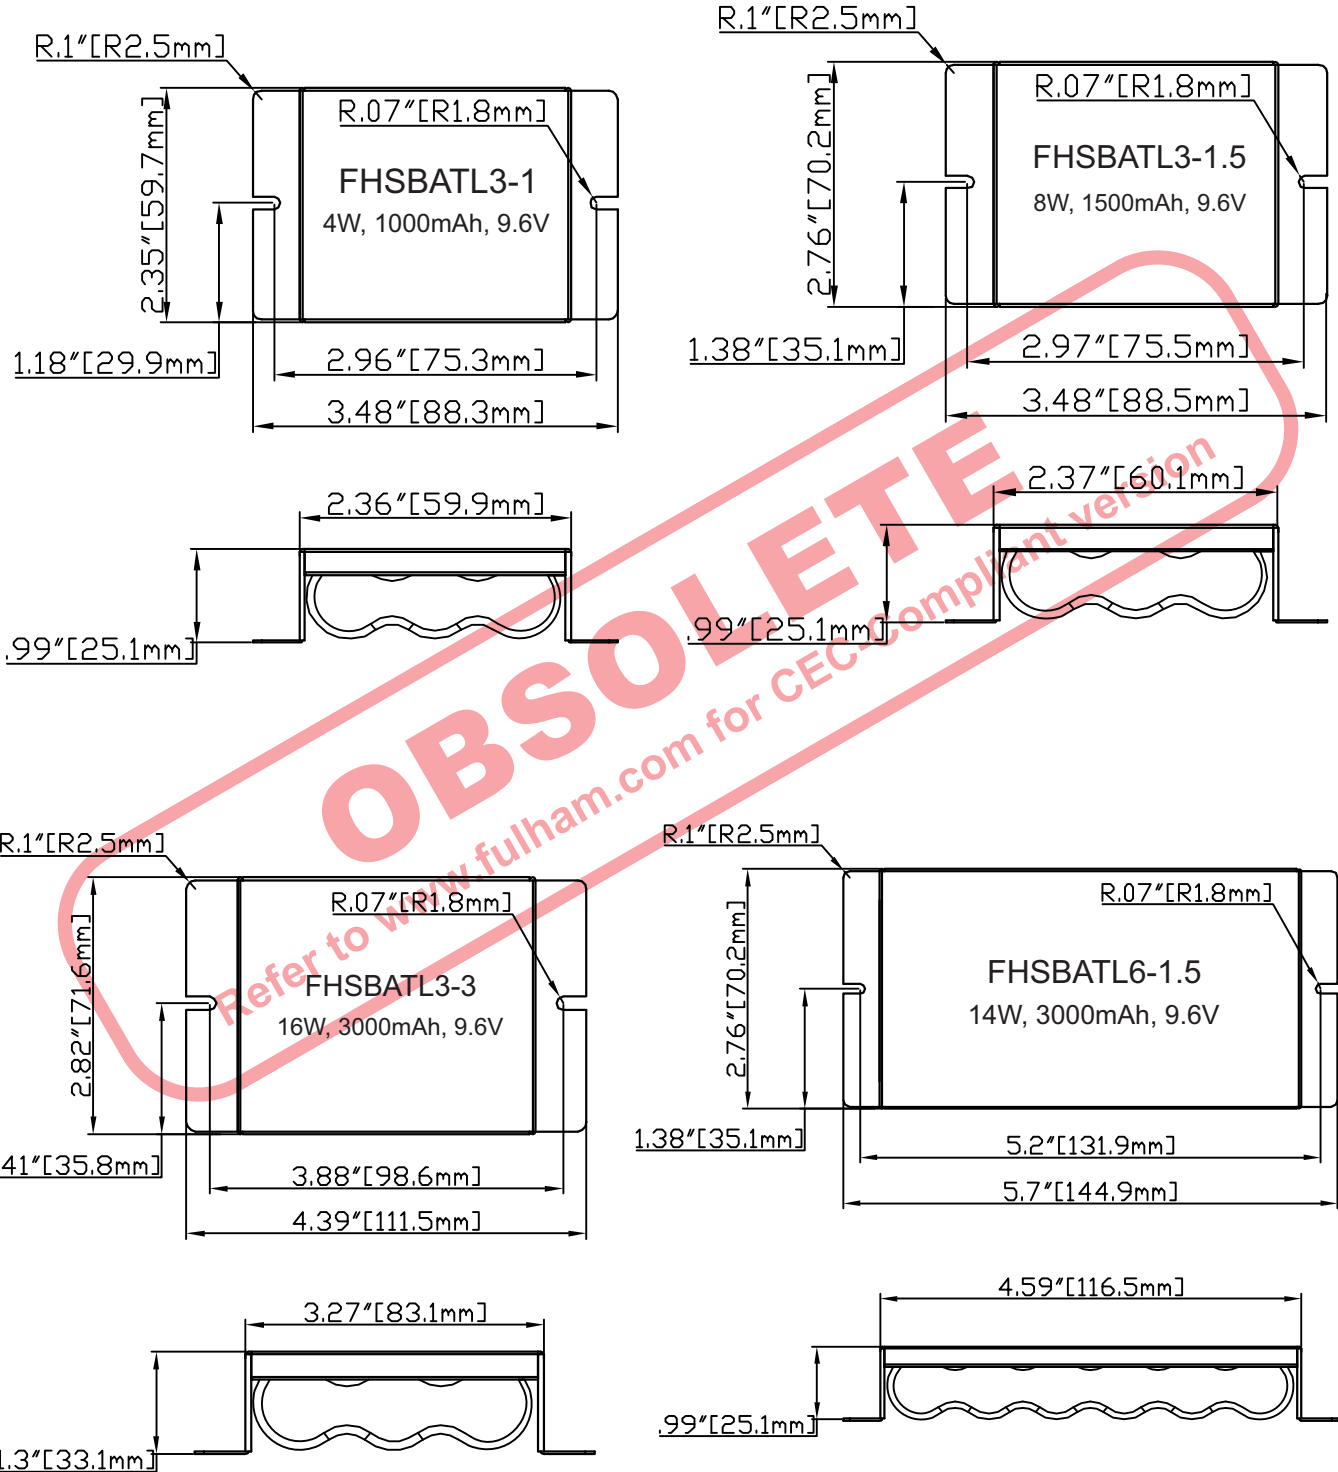 R.1"[R2.5mm]
2.35"[59.7mm]
R.07"[R1.8mm]
FHSBATL3-1
4W, 1000mAh, 9.6V
1.18"[29.9mm]
2.96"[75.3mm]
3.48"[88.3mm]
2.36"[59.9mm]
.99"[25.1mm]
R.1"[R2.5mm]
2.76"[70.2mm]
R.07"[R1.8mm]
FHSBATL3-1.5
8W, 1500mAh, 9.6V
1.38"[35.1mm]
2.97"[75.5mm]
3.48"[88.5mm]
2.37"[60.1mm]
.99"[25.1mm]
OBSOLETE
Refer to www.fulham.com for CEC-Compliant version
R.1"[R2.5mm]
2.82"[71.6mm]
R.07"[R1.8mm]
FHSBATL3-3
16W, 3000mAh, 9.6V
41"[35.8mm]
3.88"[98.6mm]
4.39"[111.5mm]
3.27"[83.1mm]
1.3"[33.1mm]
R.1"[R2.5mm]
2.76"[70.2mm]
R.07"[R1.8mm]
FHSBATL6-1.5
14W, 3000mAh, 9.6V
1.38"[35.1mm]
5.2"[131.9mm]
5.7"[144.9mm]
4.59"[116.5mm]
.99"[25.1mm]